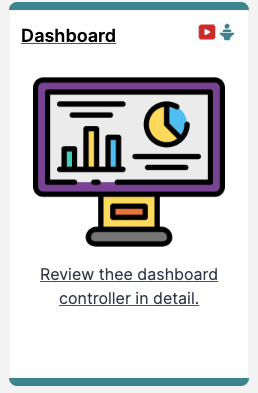 Dashboard
Review thee dashboard
controller in detail.